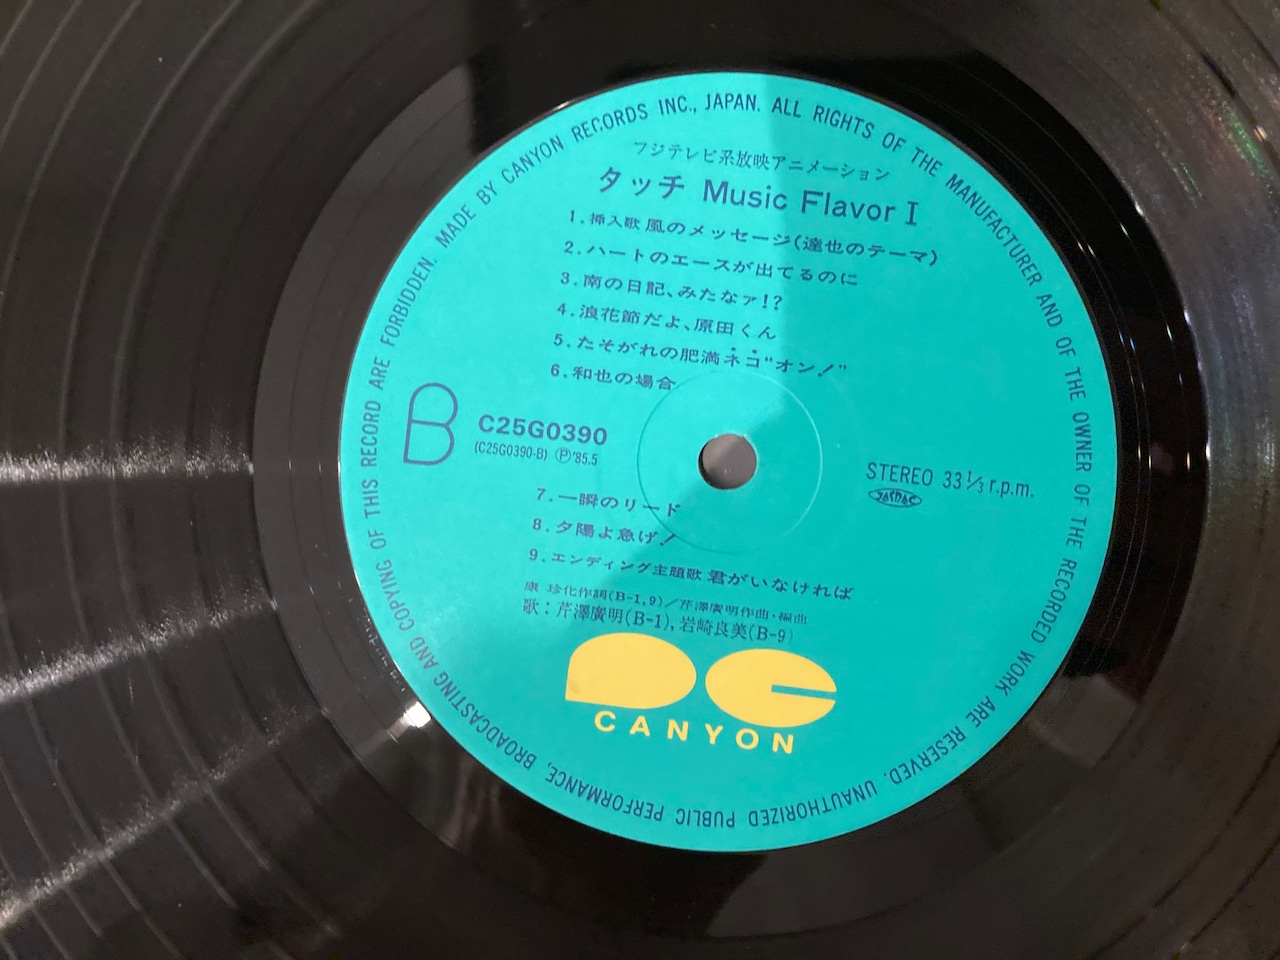 MADE BY CANYON RECORDS INC., JAPAN. ALL RIGHTS OF THE MANUFACTURER AND OF THE OWNER OF THE RECORDED WORK ARE RESERVED. UNAUTHORIZED PUBLIC PERFORMANCE, BROADCASTING AND COPYING OF THIS RECORD ARE FORBIDDEN.
フジテレビ系放映アニメーション
タッチ Music Flavor I
1. 挿入歌 風のメッセージ(達也のテーマ)
2. ハートのエースが出てるのに
3. 南の日記、みたなァ!?
4. 浪花節だよ、原田くん
5. たそがれの肥満ネコ“オン!”
6. 和也の場合
B
C25G0390
(C25G0390-B) Ⓟ'85.5
STEREO 33⅓ r.p.m.
JASRAC
7. 一瞬のリード
8. 夕陽よ急げ!
9. エンディング主題歌 君がいなければ
康 珍化作詞(B-1,9)/芹澤廣明作曲・編曲
歌:芹澤廣明(B-1), 岩崎良美(B-9)
CANYON